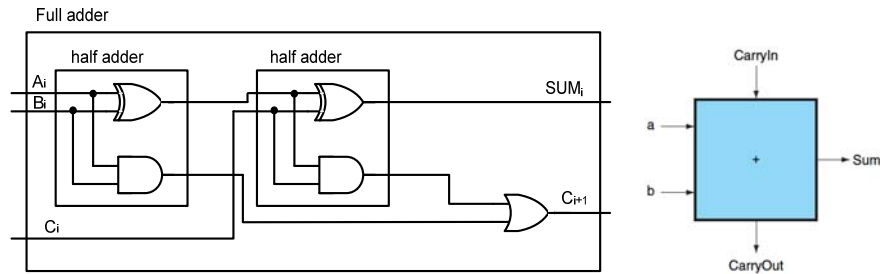 Full adder
half adder
half adder
Ai
Bi
SUMi
Ci
Ci+1
CarryIn
a
+
b
Sum
CarryOut